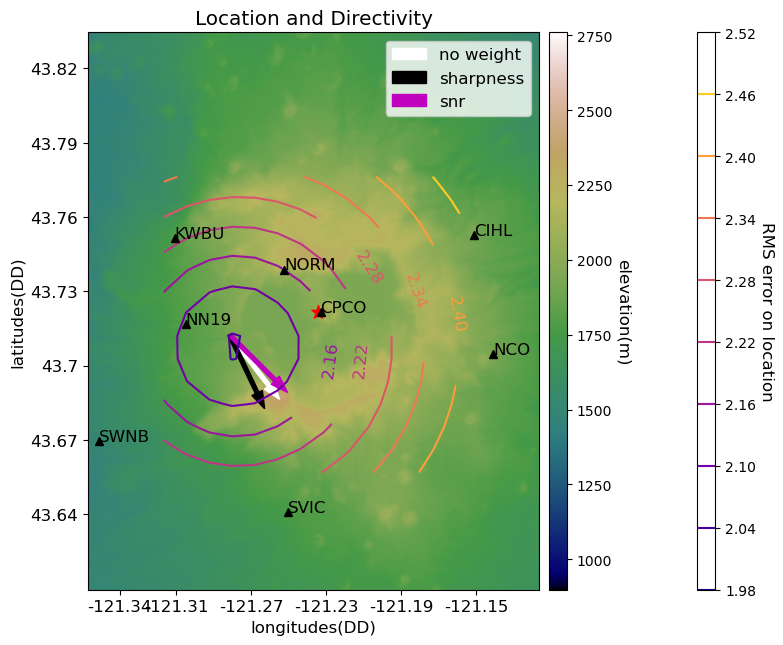 Location and Directivity
no weight
sharpness
snr
43.82
43.79
43.76
43.73
43.7
43.67
43.64
latitudes(DD)
KWBU
NORM
CIHL
NN19
CPCO
NCO
SWNB
SVIC
2.28
2.34
2.40
2.16
2.22
-121.34
-121.31
-121.27
-121.23
-121.19
-121.15
longitudes(DD)
2750
2500
2250
2000
1750
1500
1250
1000
elevation(m)
2.52
2.46
2.40
2.34
2.28
2.22
2.16
2.10
2.04
1.98
RMS error on location